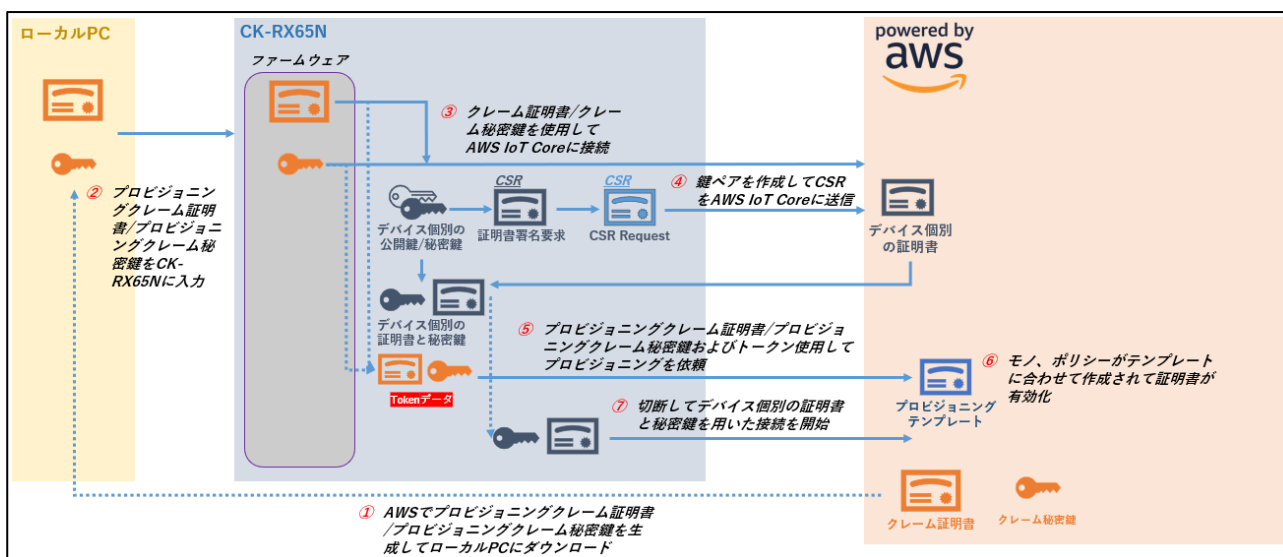 ローカルPC
CK-RX65N
ファームウェア
powered by
aws
③ クレーム証明書/クレー
ム秘密鍵を使用して
AWS IoT Coreに接続
② プロビジョニン
グクレーム証明
書/プロビジョニ
ングクレーム秘
密鍵をCK-
RX65Nに入力
CSR
CSR
④ 鍵ペアを作成してCSR
をAWS IoT Coreに送信
デバイス個別の
公開鍵/秘密鍵
証明書署名要求
CSR Request
デバイス個別
の証明書
デバイス個別の
証明書と秘密鍵
⑤ プロビジョニングクレーム証明書/プロビジョ
ニングクレーム秘密鍵およびトークン使用して
プロビジョニングを依頼
Tokenデータ
⑥ モノ、ポリシーがテンプレート
に合わせて作成されて証明書が
有効化
プロビジョニング
テンプレート
⑦ 切断してデバイス個別の証明書
と秘密鍵を用いた接続を開始
① AWSでプロビジョニングクレーム証明書
/プロビジョニングクレーム秘密鍵を生
成してローカルPCにダウンロード
クレーム証明書
クレーム秘密鍵